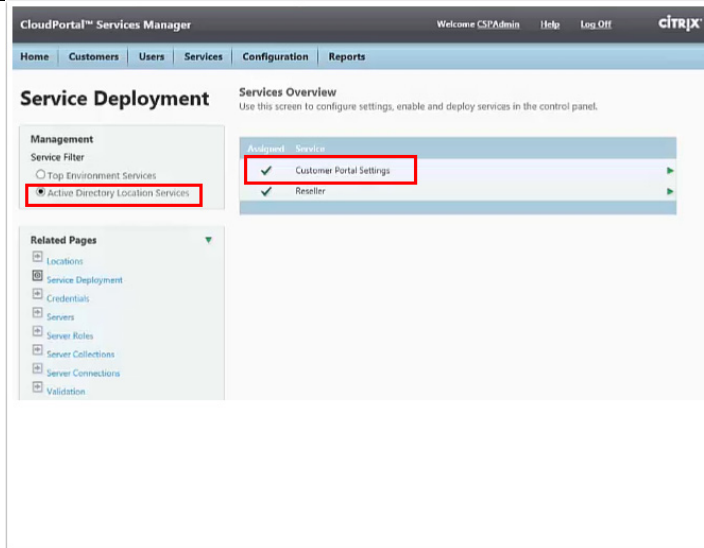 CloudPortal™ Services Manager
Welcome CSPAdmin Help Log Off CİTRIX
Home Customers Users Services Configuration Reports
Service Deployment
Services Overview
Use this screen to configure settings, enable and deploy services in the control panel.
Management
Service Filter
Top Environment Services
Active Directory Location Services
Assigned Service
Customer Portal Settings
Reseller
Related Pages
Locations
Service Deployment
Credentials
Servers
Server Roles
Server Collections
Server Connections
Validation